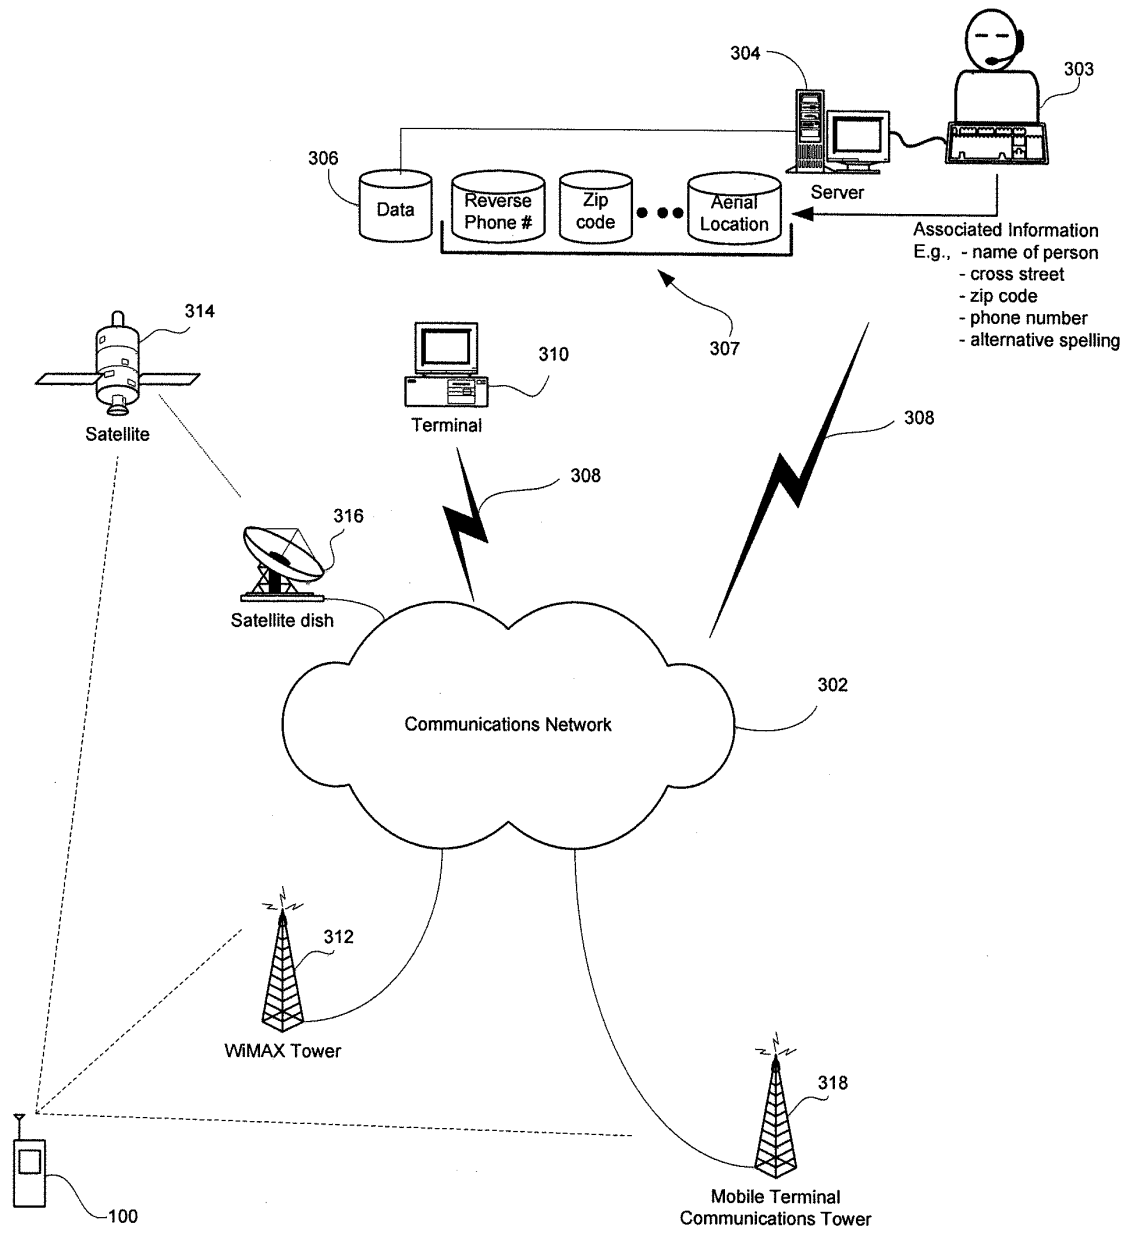 304
303
306
Data
Reverse
Phone #
Zip
code
Aerial
Location
Server
Associated Information
E.g., - name of person
- cross street
- zip code
- phone number
- alternative spelling
307
314
Satellite
310
Terminal
308
308
316
Satellite dish
302
Communications Network
312
WiMAX Tower
318
Mobile Terminal
Communications Tower
100